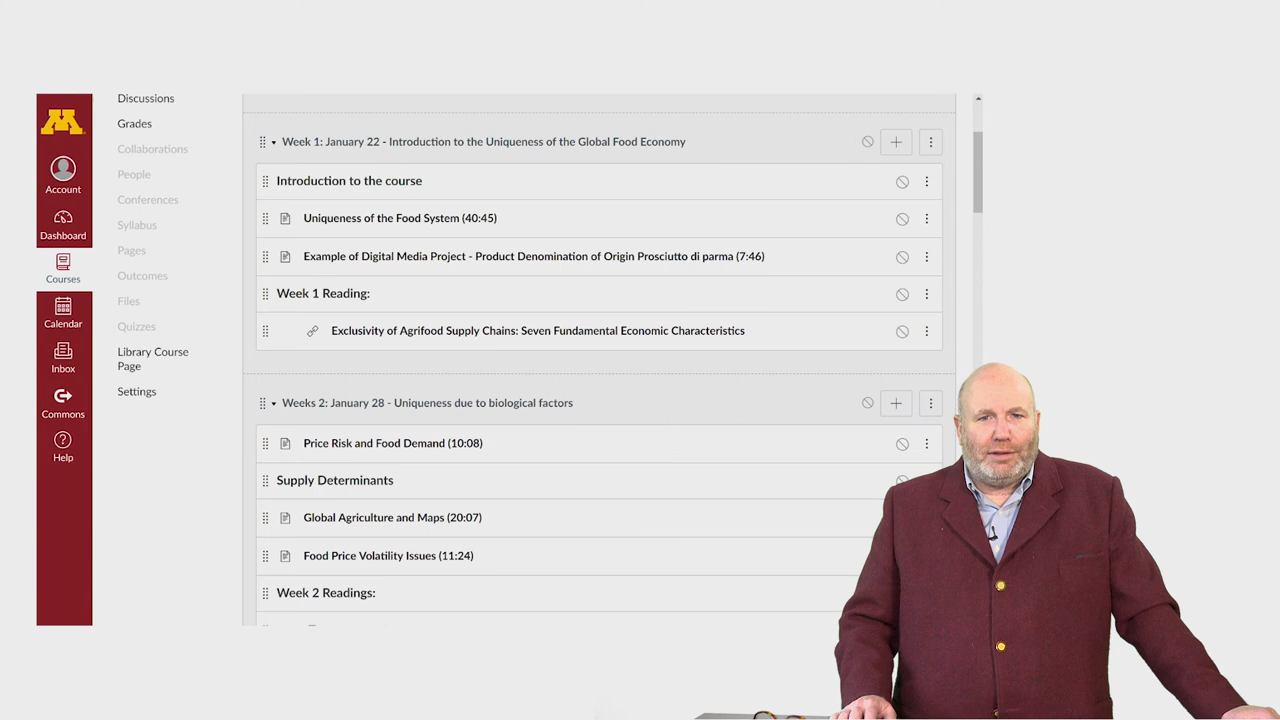 M
Account
Dashboard
Courses
Calendar
Inbox
Commons
Help
Discussions
Grades
Collaborations
People
Conferences
Syllabus
Pages
Outcomes
Files
Quizzes
Library Course
Page
Settings
Week 1: January 22 - Introduction to the Uniqueness of the Global Food Economy
Introduction to the course
Uniqueness of the Food System (40:45)
Example of Digital Media Project - Product Denomination of Origin Prosciutto di parma (7:46)
Week 1 Reading:
Exclusivity of Agrifood Supply Chains: Seven Fundamental Economic Characteristics
Weeks 2: January 28 - Uniqueness due to biological factors
Price Risk and Food Demand (10:08)
Supply Determinants
Global Agriculture and Maps (20:07)
Food Price Volatility Issues (11:24)
Week 2 Readings: